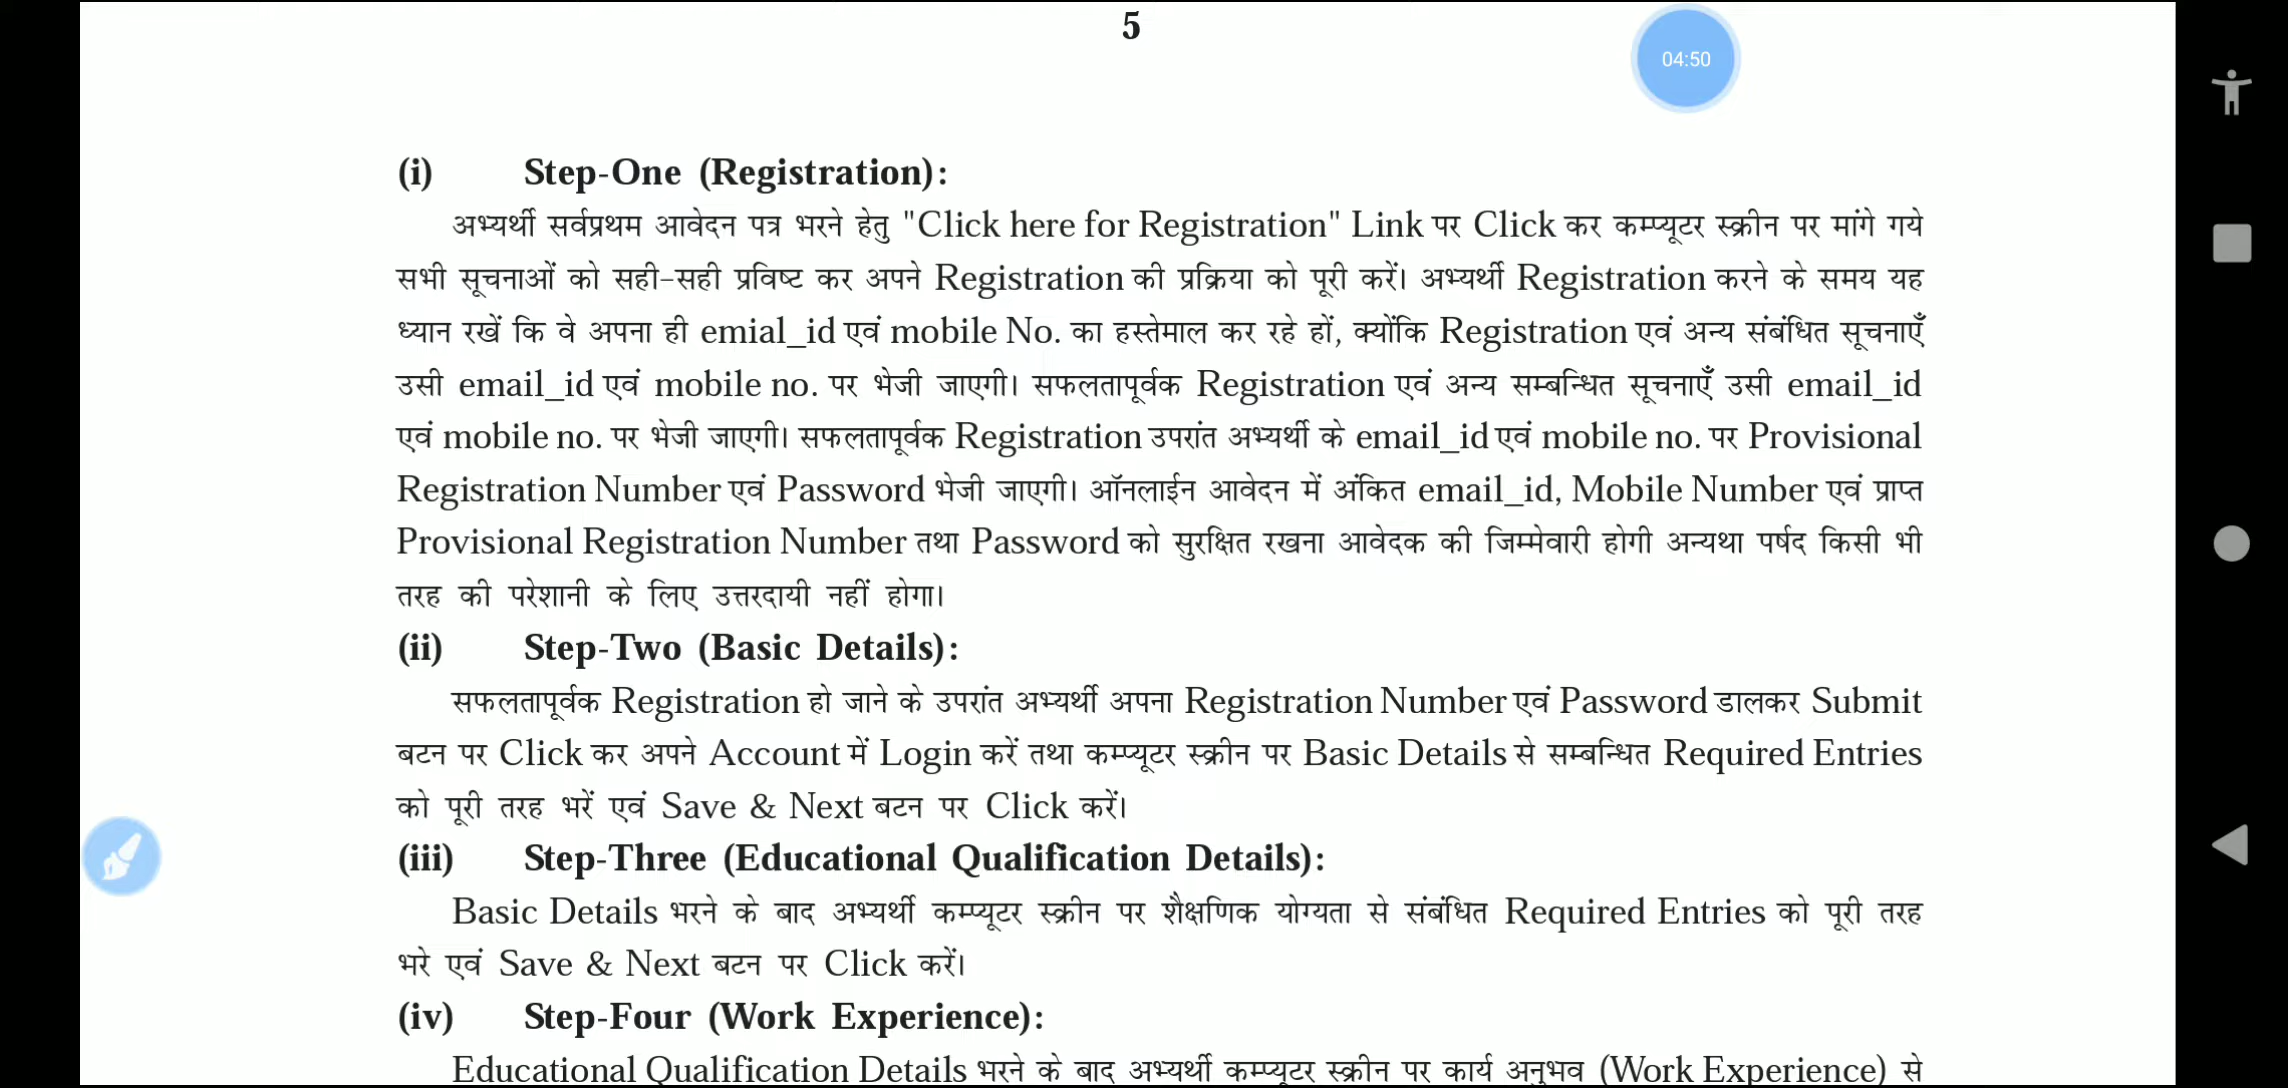 5
04:50
(i) Step-One (Registration):
अभ्यर्थी सर्वप्रथम आवेदन पत्र भरने हेतु "Click here for Registration" Link पर Click कर कम्प्यूटर स्क्रीन पर मांगे गये
सभी सूचनाओं को सही-सही प्रविष्ट कर अपने Registration की प्रक्रिया को पूरी करें। अभ्यर्थी Registration करने के समय यह
ध्यान रखें कि वे अपना ही emial_id एवं mobile No. का हस्तेमाल कर रहे हों, क्योंकि Registration एवं अन्य संबंधित सूचनाएँ
उसी email_id एवं mobile no. पर भेजी जाएगी। सफलतापूर्वक Registration एवं अन्य सम्बन्धित सूचनाएँ उसी email_id
एवं mobile no. पर भेजी जाएगी। सफलतापूर्वक Registration उपरांत अभ्यर्थी के email_id एवं mobile no. पर Provisional
Registration Number एवं Password भेजी जाएगी। ऑनलाईन आवेदन में अंकित email_id, Mobile Number एवं प्राप्त
Provisional Registration Number तथा Password को सुरक्षित रखना आवेदक की जिम्मेवारी होगी अन्यथा पर्षद किसी भी
तरह की परेशानी के लिए उत्तरदायी नहीं होगा।
(ii) Step-Two (Basic Details):
सफलतापूर्वक Registration हो जाने के उपरांत अभ्यर्थी अपना Registration Number एवं Password डालकर Submit
बटन पर Click कर अपने Account में Login करें तथा कम्प्यूटर स्क्रीन पर Basic Details से सम्बन्धित Required Entries
को पूरी तरह भरें एवं Save & Next बटन पर Click करें।
(iii) Step-Three (Educational Qualification Details):
Basic Details भरने के बाद अभ्यर्थी कम्प्यूटर स्क्रीन पर शैक्षणिक योग्यता से संबंधित Required Entries को पूरी तरह
भरे एवं Save & Next बटन पर Click करें।
(iv) Step-Four (Work Experience):
Educational Qualification Details भरने के बाद अभ्यर्थी कम्प्यूटर स्क्रीन पर कार्य अनुभव (Work Experience) से